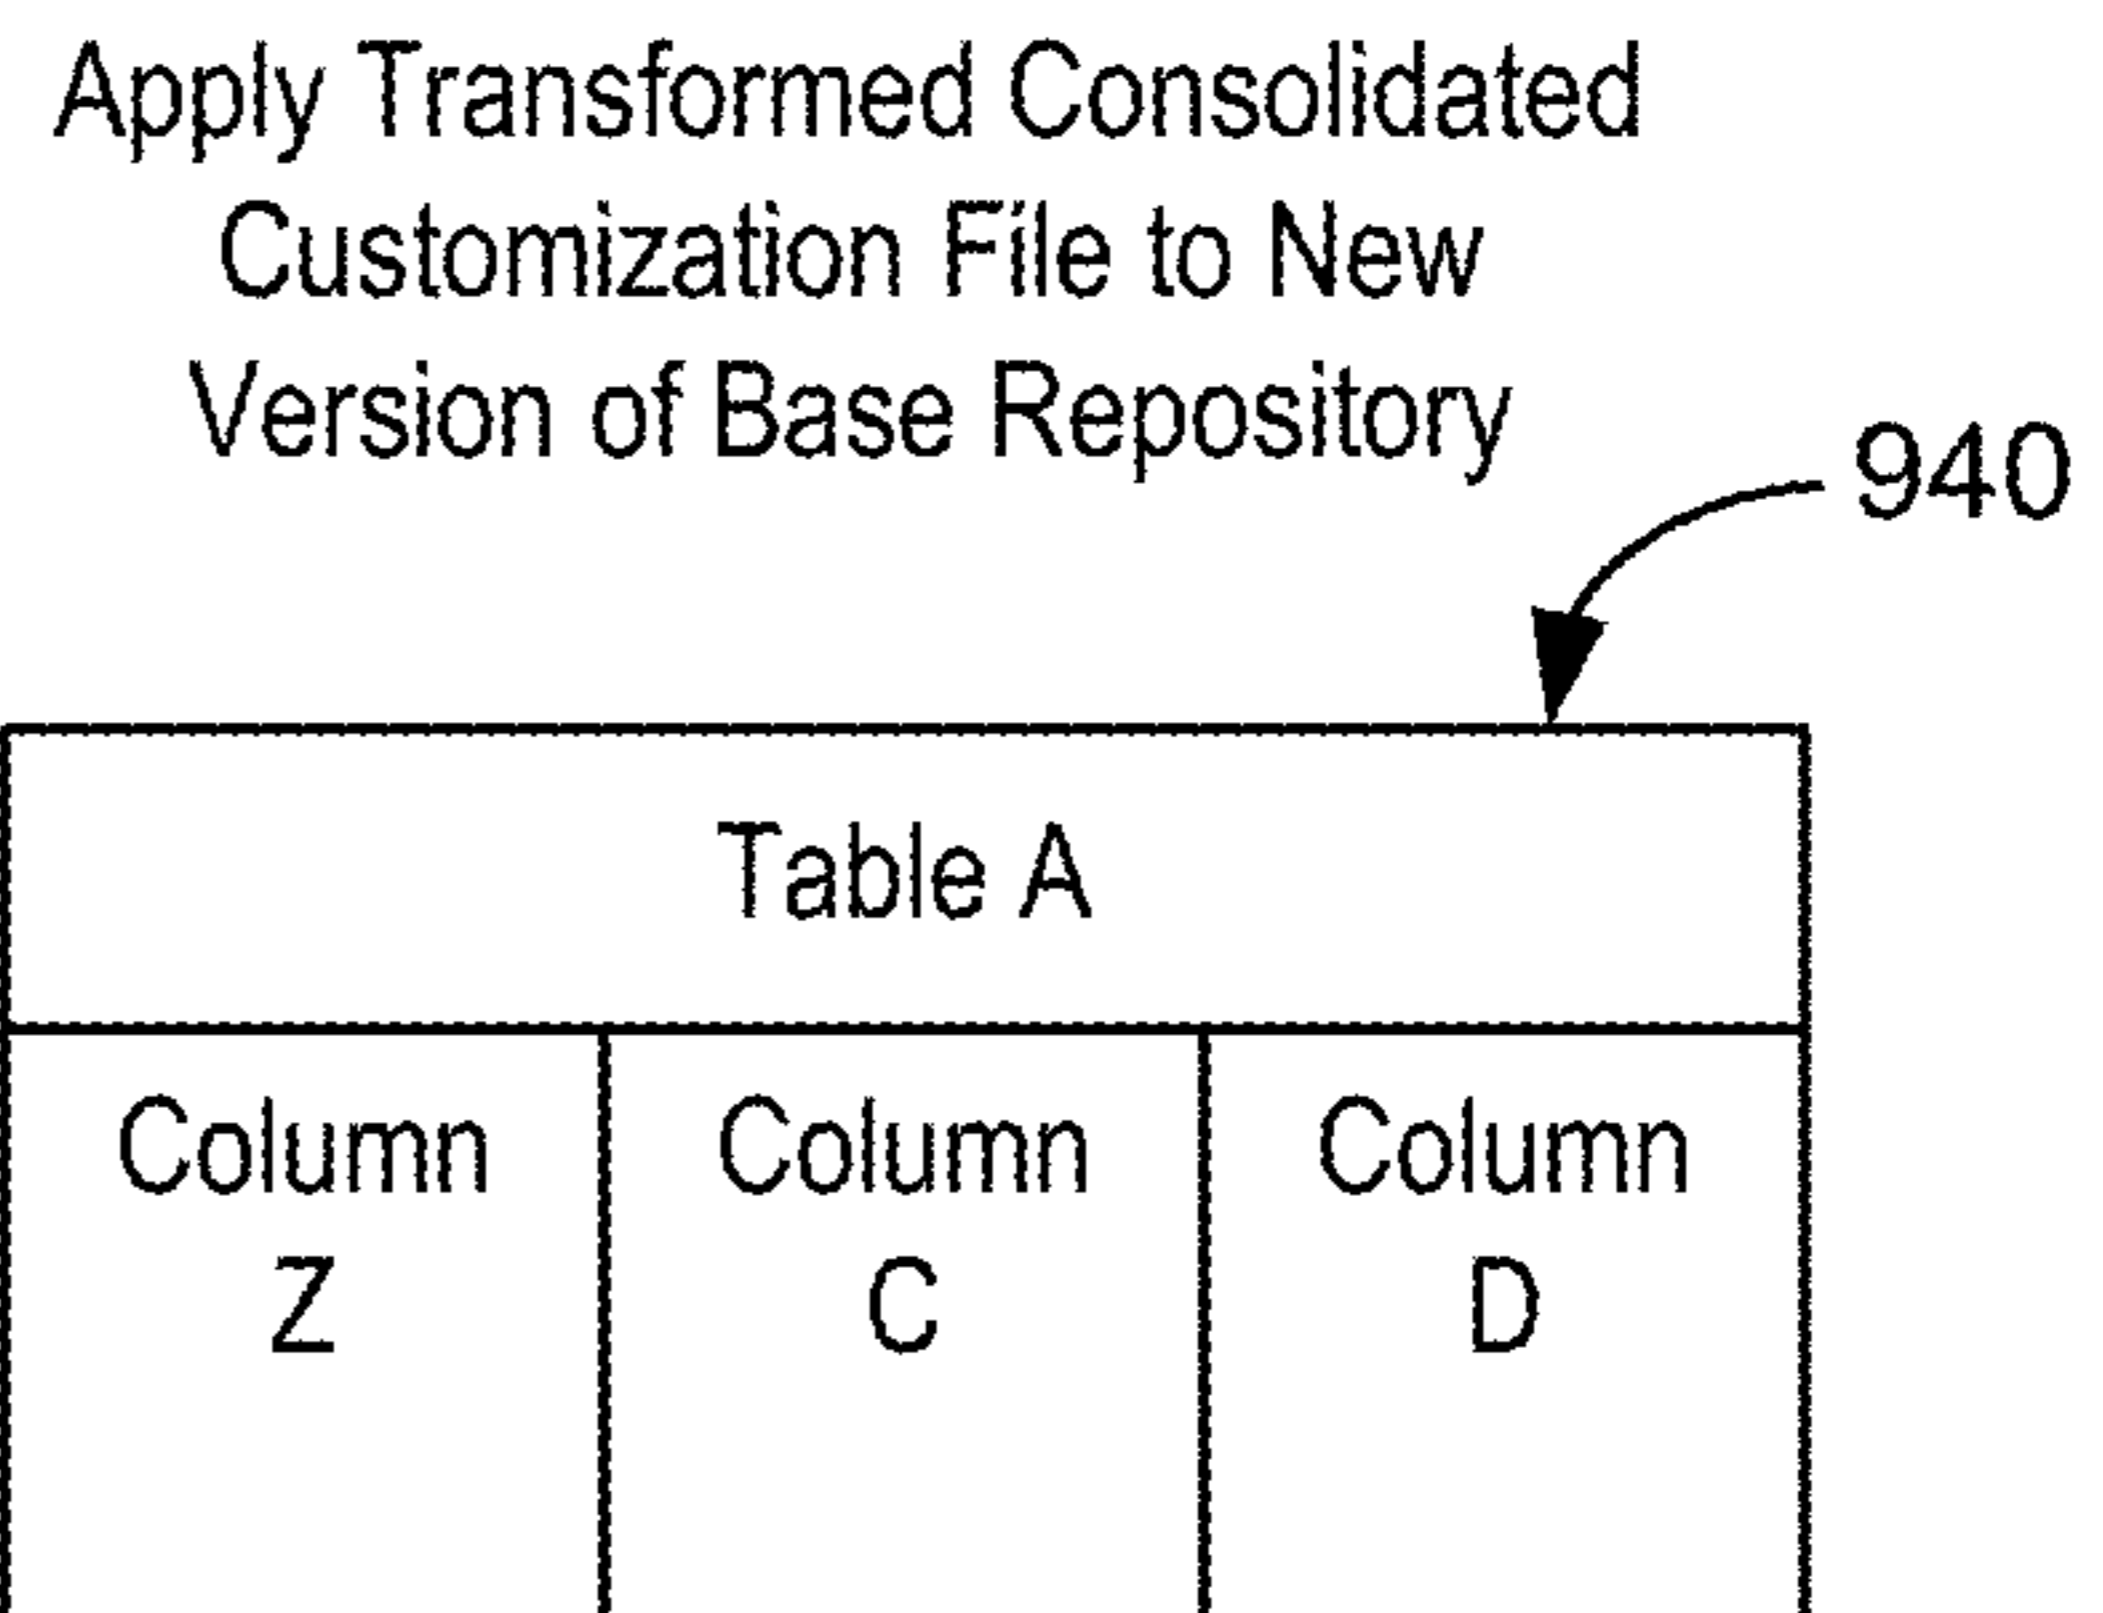 Apply Transformed Consolidated
Customization File to New
Version of Base Repository
940
Table A
Column Column Column
Z C D